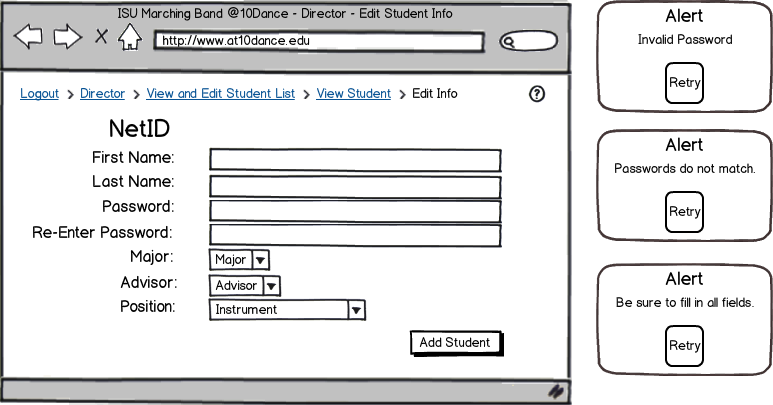 ISU Marching Band @10Dance - Director - Edit Student Info
http://www.at10dance.edu
Logout > Director > View and Edit Student List > View Student > Edit Info ?
NetID
First Name:
Last Name:
Password:
Re-Enter Password:
Major: Major
Advisor: Advisor
Position: Instrument
Add Student
Alert
Invalid Password
Retry
Alert
Passwords do not match.
Retry
Alert
Be sure to fill in all fields.
Retry